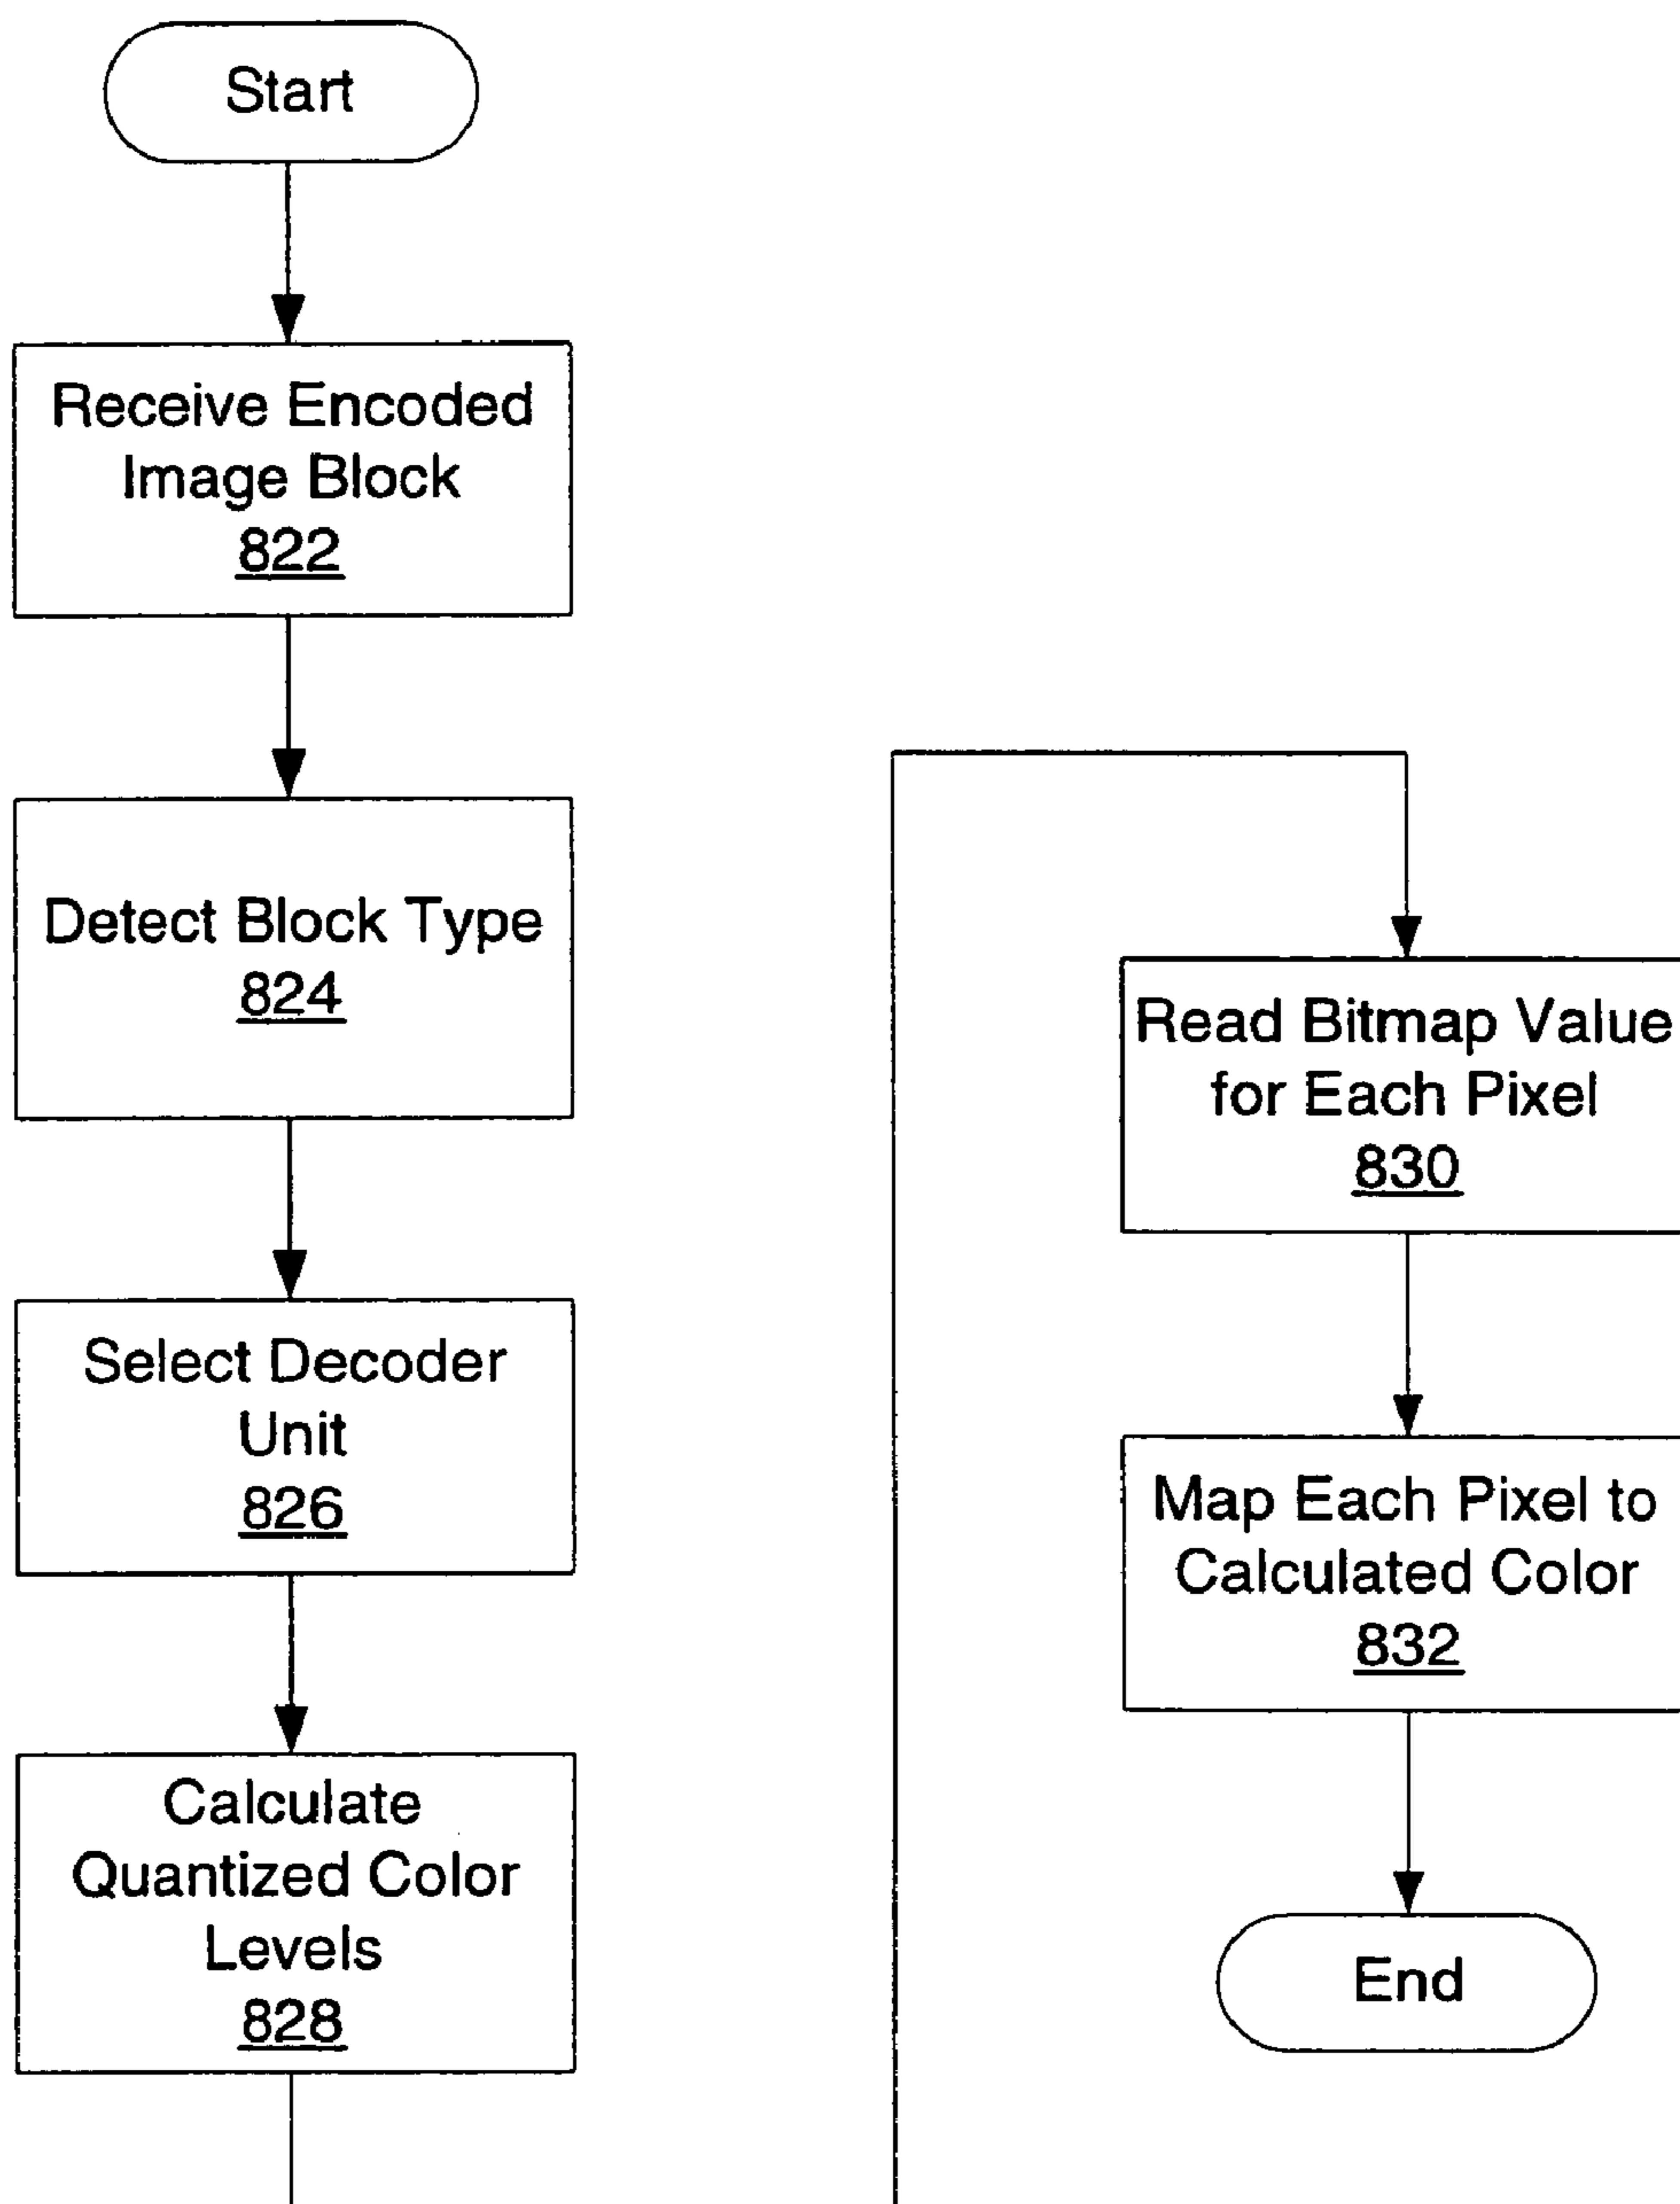 Start
Receive Encoded
Image Block
822
Detect Block Type
824
Select Decoder
Unit
826
Calculate
Quantized Color
Levels
828
Read Bitmap Value
for Each Pixel
830
Map Each Pixel to
Calculated Color
832
End